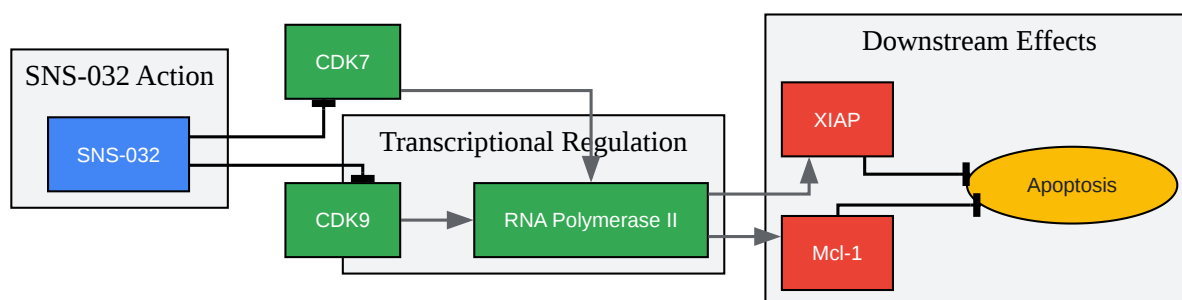 SNS-032 Action
SNS-032
CDK7
Transcriptional Regulation
CDK9
RNA Polymerase II
Downstream Effects
XIAP
Mcl-1
Apoptosis